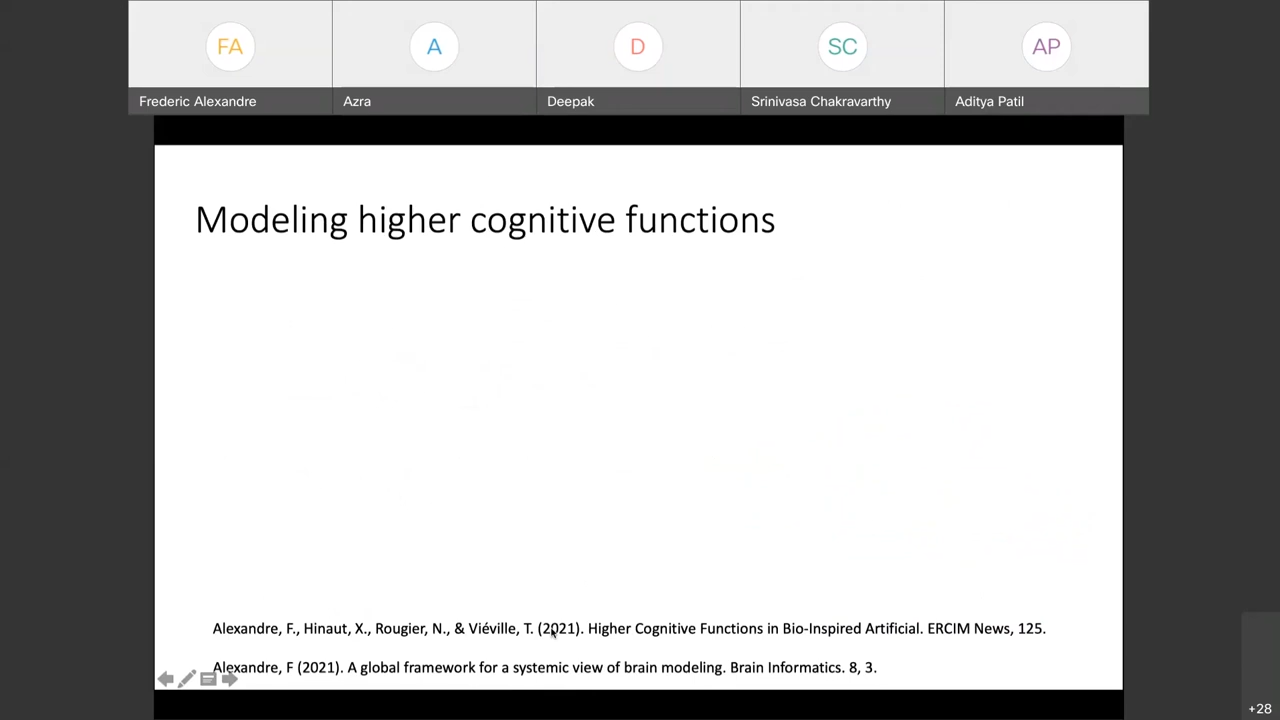 FA
A
D
SC
AP
Frederic Alexandre
Azra
Deepak
Srinivasa Chakravarthy
Aditya Patil
Modeling higher cognitive functions
Alexandre, F., Hinaut, X., Rougier, N., & Viéville, T. (2021). Higher Cognitive Functions in Bio-Inspired Artificial. ERCIM News, 125.
Alexandre, F (2021). A global framework for a systemic view of brain modeling. Brain Informatics. 8, 3.
+28